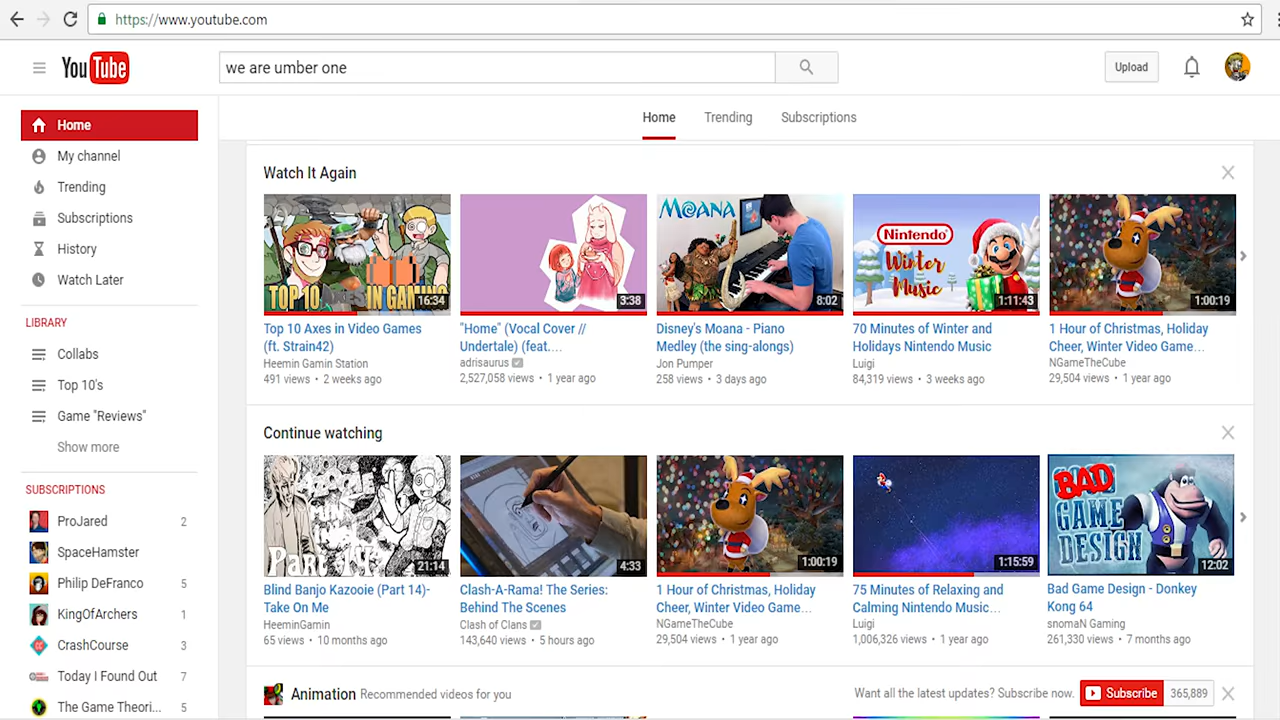 https://www.youtube.com
YouTube
we are umber one
Upload
Home
Trending
Subscriptions
Home
My channel
Trending
Subscriptions
History
Watch Later
LIBRARY
Collabs
Top 10's
Game "Reviews"
Show more
SUBSCRIPTIONS
ProJared 2
SpaceHamster
Philip DeFranco 5
KingOfArchers 1
CrashCourse 3
Today I Found Out 7
The Game Theori... 5
Watch It Again
TOP 10 AXES IN GAMING
16:34
Top 10 Axes in Video Games
(ft. Strain42)
Heemin Gamin Station
491 views • 2 weeks ago
3:38
"Home" (Vocal Cover //
Undertale) (feat....
adrisaurus
2,527,058 views • 1 year ago
MOANA
8:02
Disney's Moana - Piano
Medley (the sing-alongs)
Jon Pumper
258 views • 3 days ago
Nintendo
Winter
Music
1:11:43
70 Minutes of Winter and
Holidays Nintendo Music
Luigi
84,319 views • 3 weeks ago
1:00:19
1 Hour of Christmas, Holiday
Cheer, Winter Video Game...
NGameTheCube
29,504 views • 1 year ago
Continue watching
Part 14
21:14
Blind Banjo Kazooie (Part 14)-
Take On Me
HeeminGamin
65 views • 10 months ago
4:33
Clash-A-Rama! The Series:
Behind The Scenes
Clash of Clans
143,640 views • 5 hours ago
1:00:19
1 Hour of Christmas, Holiday
Cheer, Winter Video Game...
NGameTheCube
29,504 views • 1 year ago
1:15:59
75 Minutes of Relaxing and
Calming Nintendo Music...
Luigi
1,006,326 views • 1 year ago
BAD
GAME
DESIGN
12:02
Bad Game Design - Donkey
Kong 64
snomaN Gaming
261,330 views • 7 months ago
Animation Recommended videos for you
Want all the latest updates? Subscribe now.
Subscribe 365,889